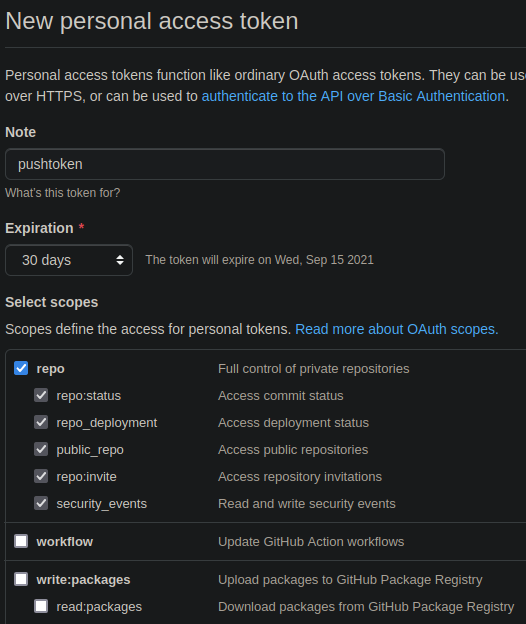 New personal access token
Personal access tokens function like ordinary OAuth access tokens. They can be
over HTTPS, or can be used to authenticate to the API over Basic Authentication.
Note
pushtoken
What's this token for?
Expiration *
30 days The token will expire on Wed, Sep 15 2021
Select scopes
Scopes define the access for personal tokens. Read more about OAuth scopes.
repo Full control of private repositories
repo:status Access commit status
repo_deployment Access deployment status
public_repo Access public repositories
repo:invite Access repository invitations
security_events Read and write security events
workflow Update GitHub Action workflows
write:packages Upload packages to GitHub Package Registry
read:packages Download packages from GitHub Package Registry